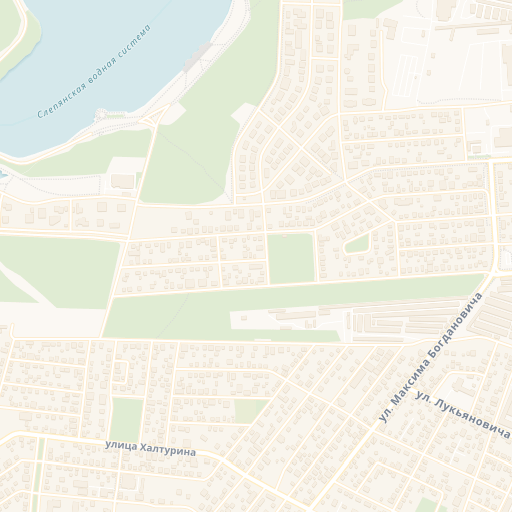 Слепянская водная система
ул. Максима Богдановича
ул. Лукьяновича
улица Халтурина